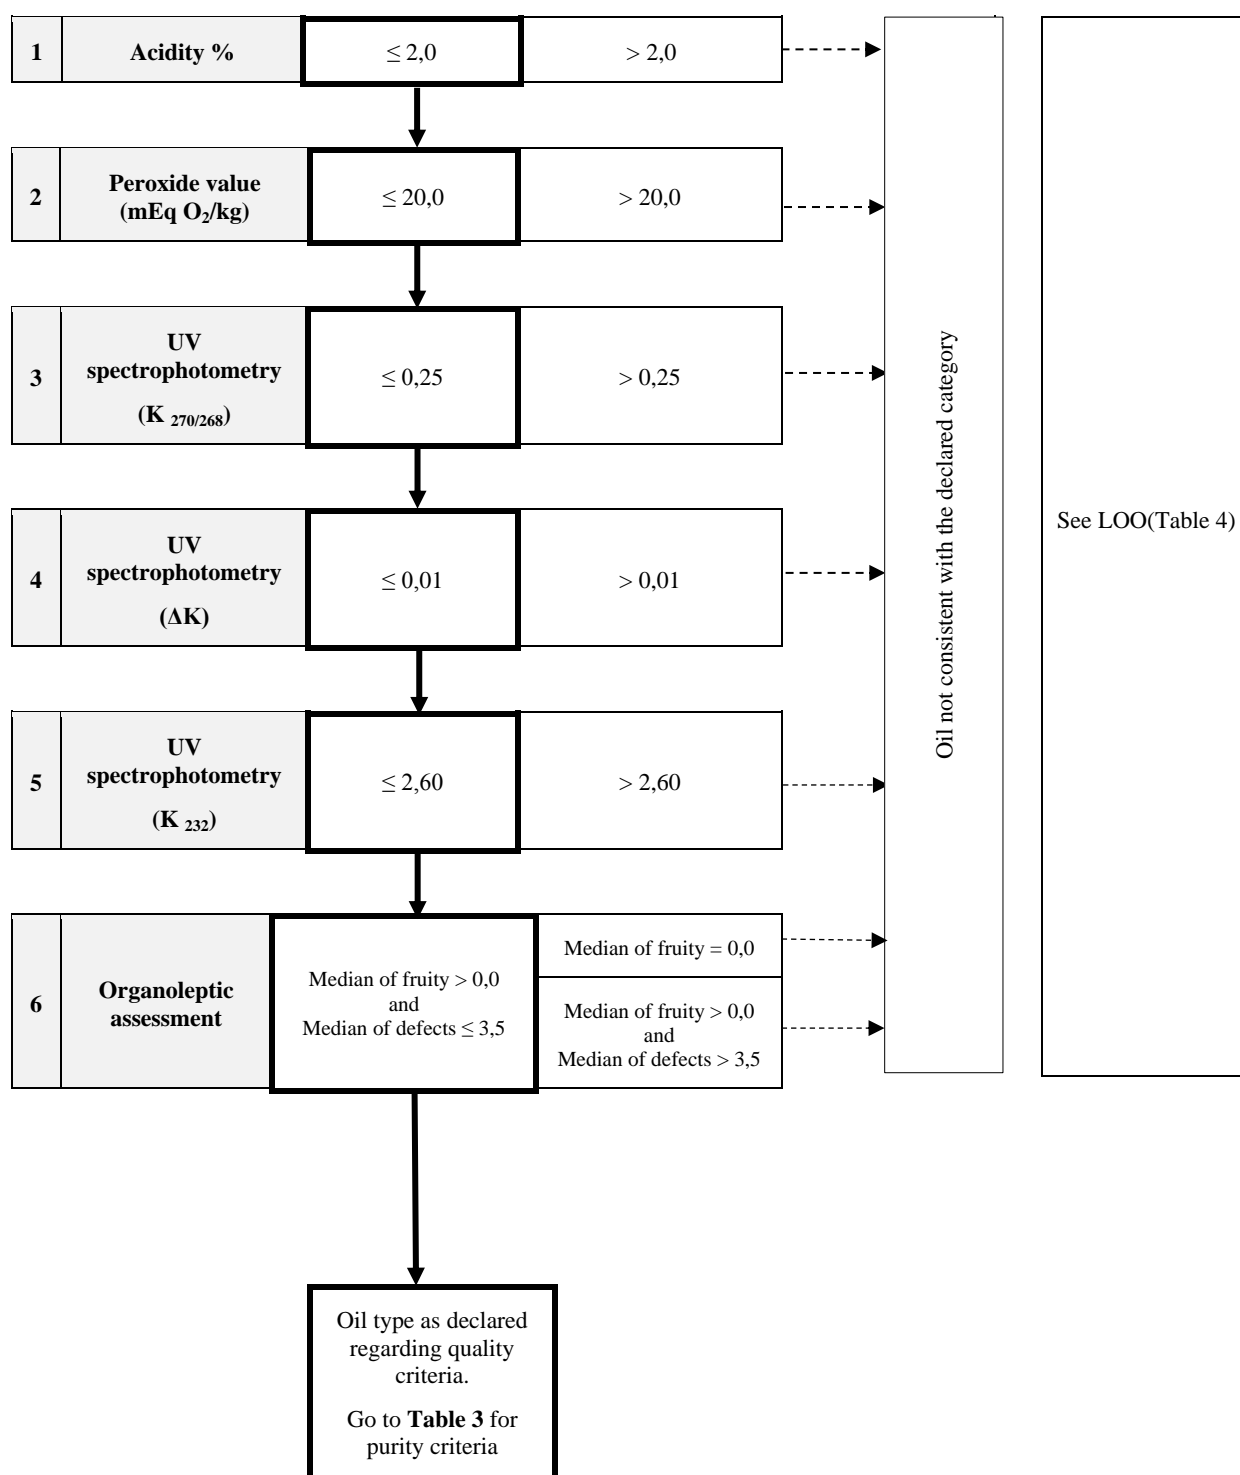 1
Acidity %
≤ 2,0
> 2,0
2
Peroxide value
(mEq O2/kg)
≤ 20,0
> 20,0
3
UV
spectrophotometry
(K 270/268)
≤ 0,25
> 0,25
4
UV
spectrophotometry
(ΔK)
≤ 0,01
> 0,01
5
UV
spectrophotometry
(K 232)
≤ 2,60
> 2,60
6
Organoleptic
assessment
Median of fruity > 0,0
and
Median of defects ≤ 3,5
Median of fruity = 0,0
Median of fruity > 0,0
and
Median of defects > 3,5
Oil not consistent with the declared category
See LOO(Table 4)
Oil type as declared
regarding quality
criteria.
Go to Table 3 for
purity criteria